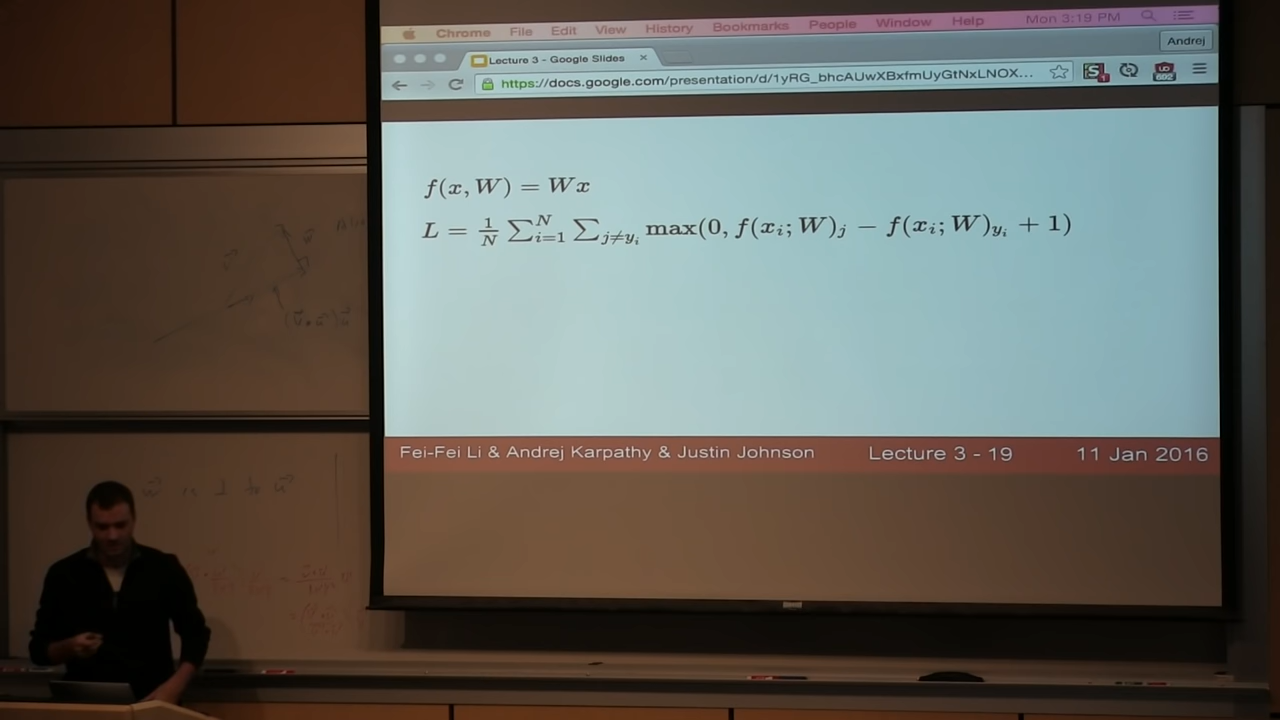 Chrome File Edit View History Bookmarks People Window Help Mon 3:19 PM
Lecture 3 - Google Slides × Andrej
https://docs.google.com/presentation/d/1yRG_bhcAUwXBxfmUyGtNxLNOX...
f(x, W) = Wx
L = 1/N ∑_{i=1}^{N} ∑_{j≠y_i} max(0, f(x_i; W)_j − f(x_i; W)_{y_i} + 1)
Fei-Fei Li & Andrej Karpathy & Justin Johnson Lecture 3 - 19 11 Jan 2016